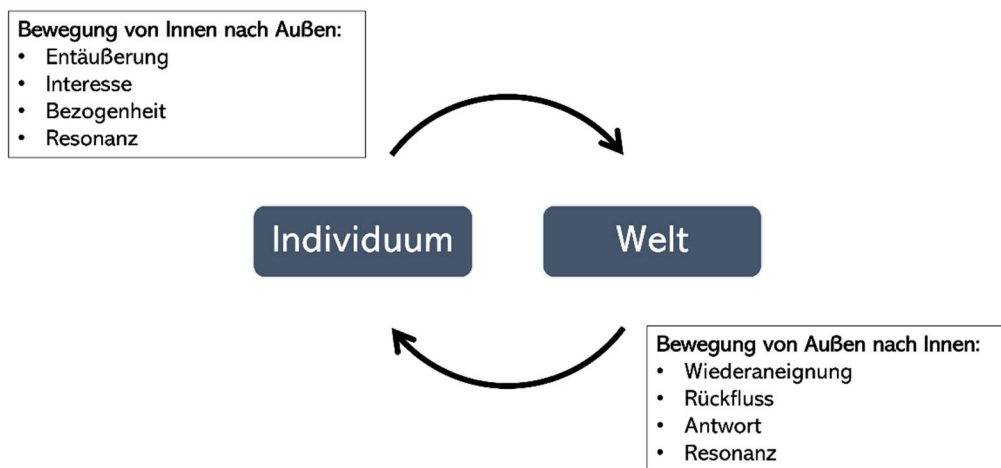 Bewegung von Innen nach Außen:
• Entäußerung
• Interesse
• Bezogenheit
• Resonanz
Individuum
Welt
Bewegung von Außen nach Innen:
• Wiederaneignung
• Rückfluss
• Antwort
• Resonanz